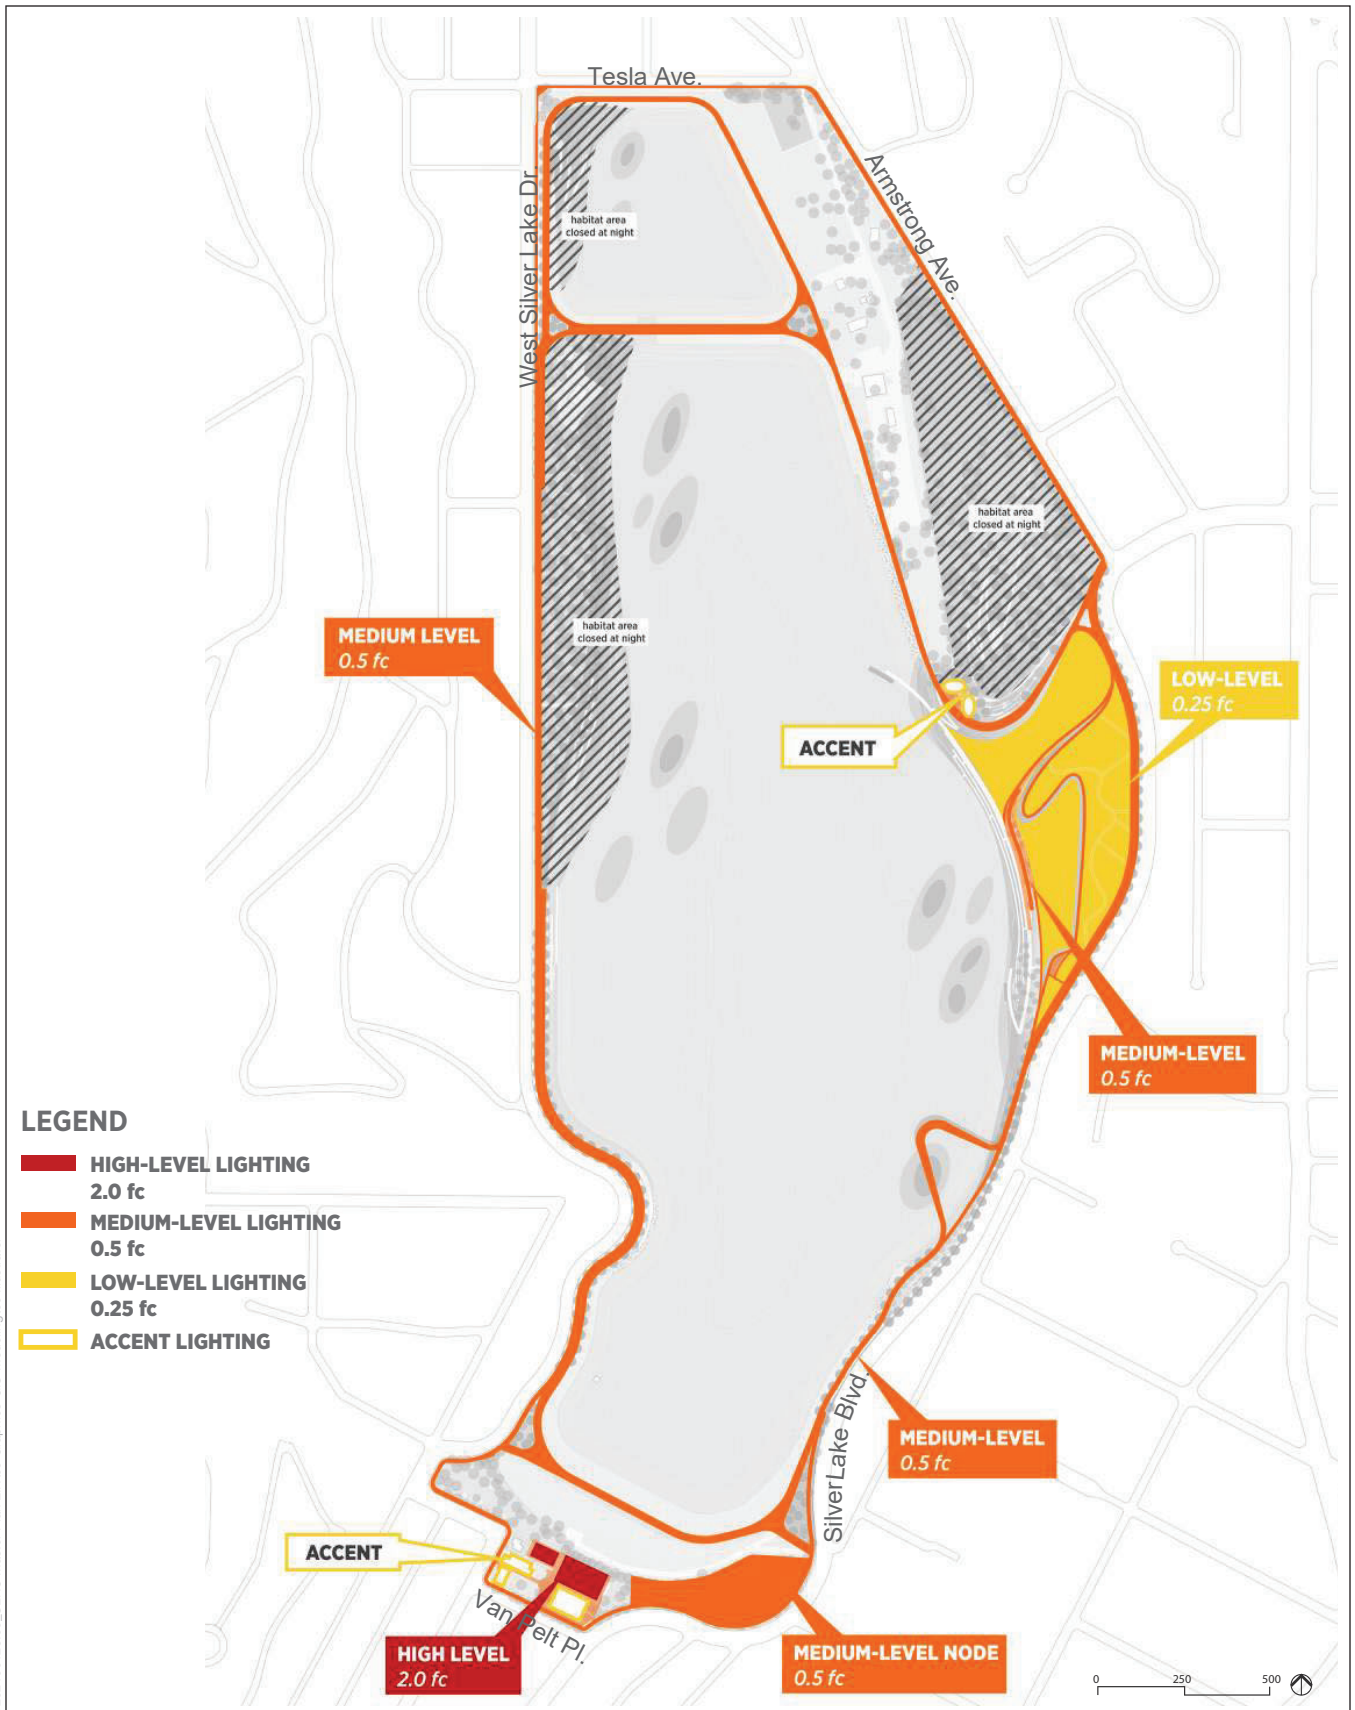 Tesla Ave.
Armstrong Ave.
West Silver Lake Dr.
habitat area
closed at night
habitat area
closed at night
habitat area
closed at night
MEDIUM LEVEL
0.5 fc
LOW-LEVEL
0.25 fc
ACCENT
MEDIUM-LEVEL
0.5 fc
LEGEND
HIGH-LEVEL LIGHTING
2.0 fc
MEDIUM-LEVEL LIGHTING
0.5 fc
LOW-LEVEL LIGHTING
0.25 fc
ACCENT LIGHTING
SilverLake Blvd.
MEDIUM-LEVEL
0.5 fc
ACCENT
Van Pelt Pl.
HIGH LEVEL
2.0 fc
MEDIUM-LEVEL NODE
0.5 fc
0 250 500